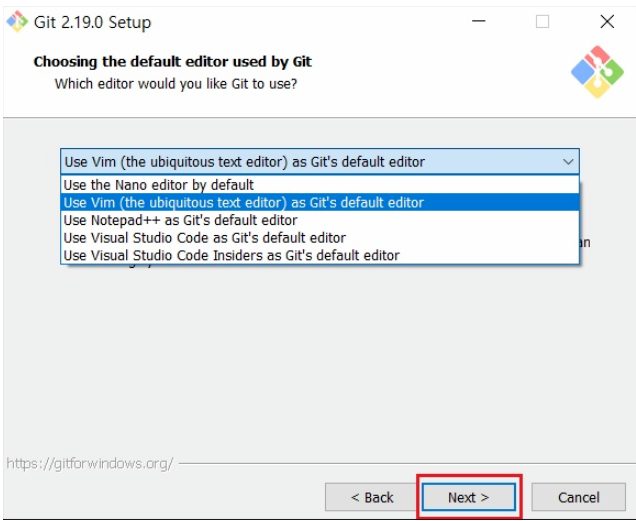 Git 2.19.0 Setup
Choosing the default editor used by Git
Which editor would you like Git to use?
Use Vim (the ubiquitous text editor) as Git's default editor
Use the Nano editor by default
Use Vim (the ubiquitous text editor) as Git's default editor
Use Notepad++ as Git's default editor
Use Visual Studio Code as Git's default editor
Use Visual Studio Code Insiders as Git's default editor
https://gitforwindows.org/
< Back Next > Cancel